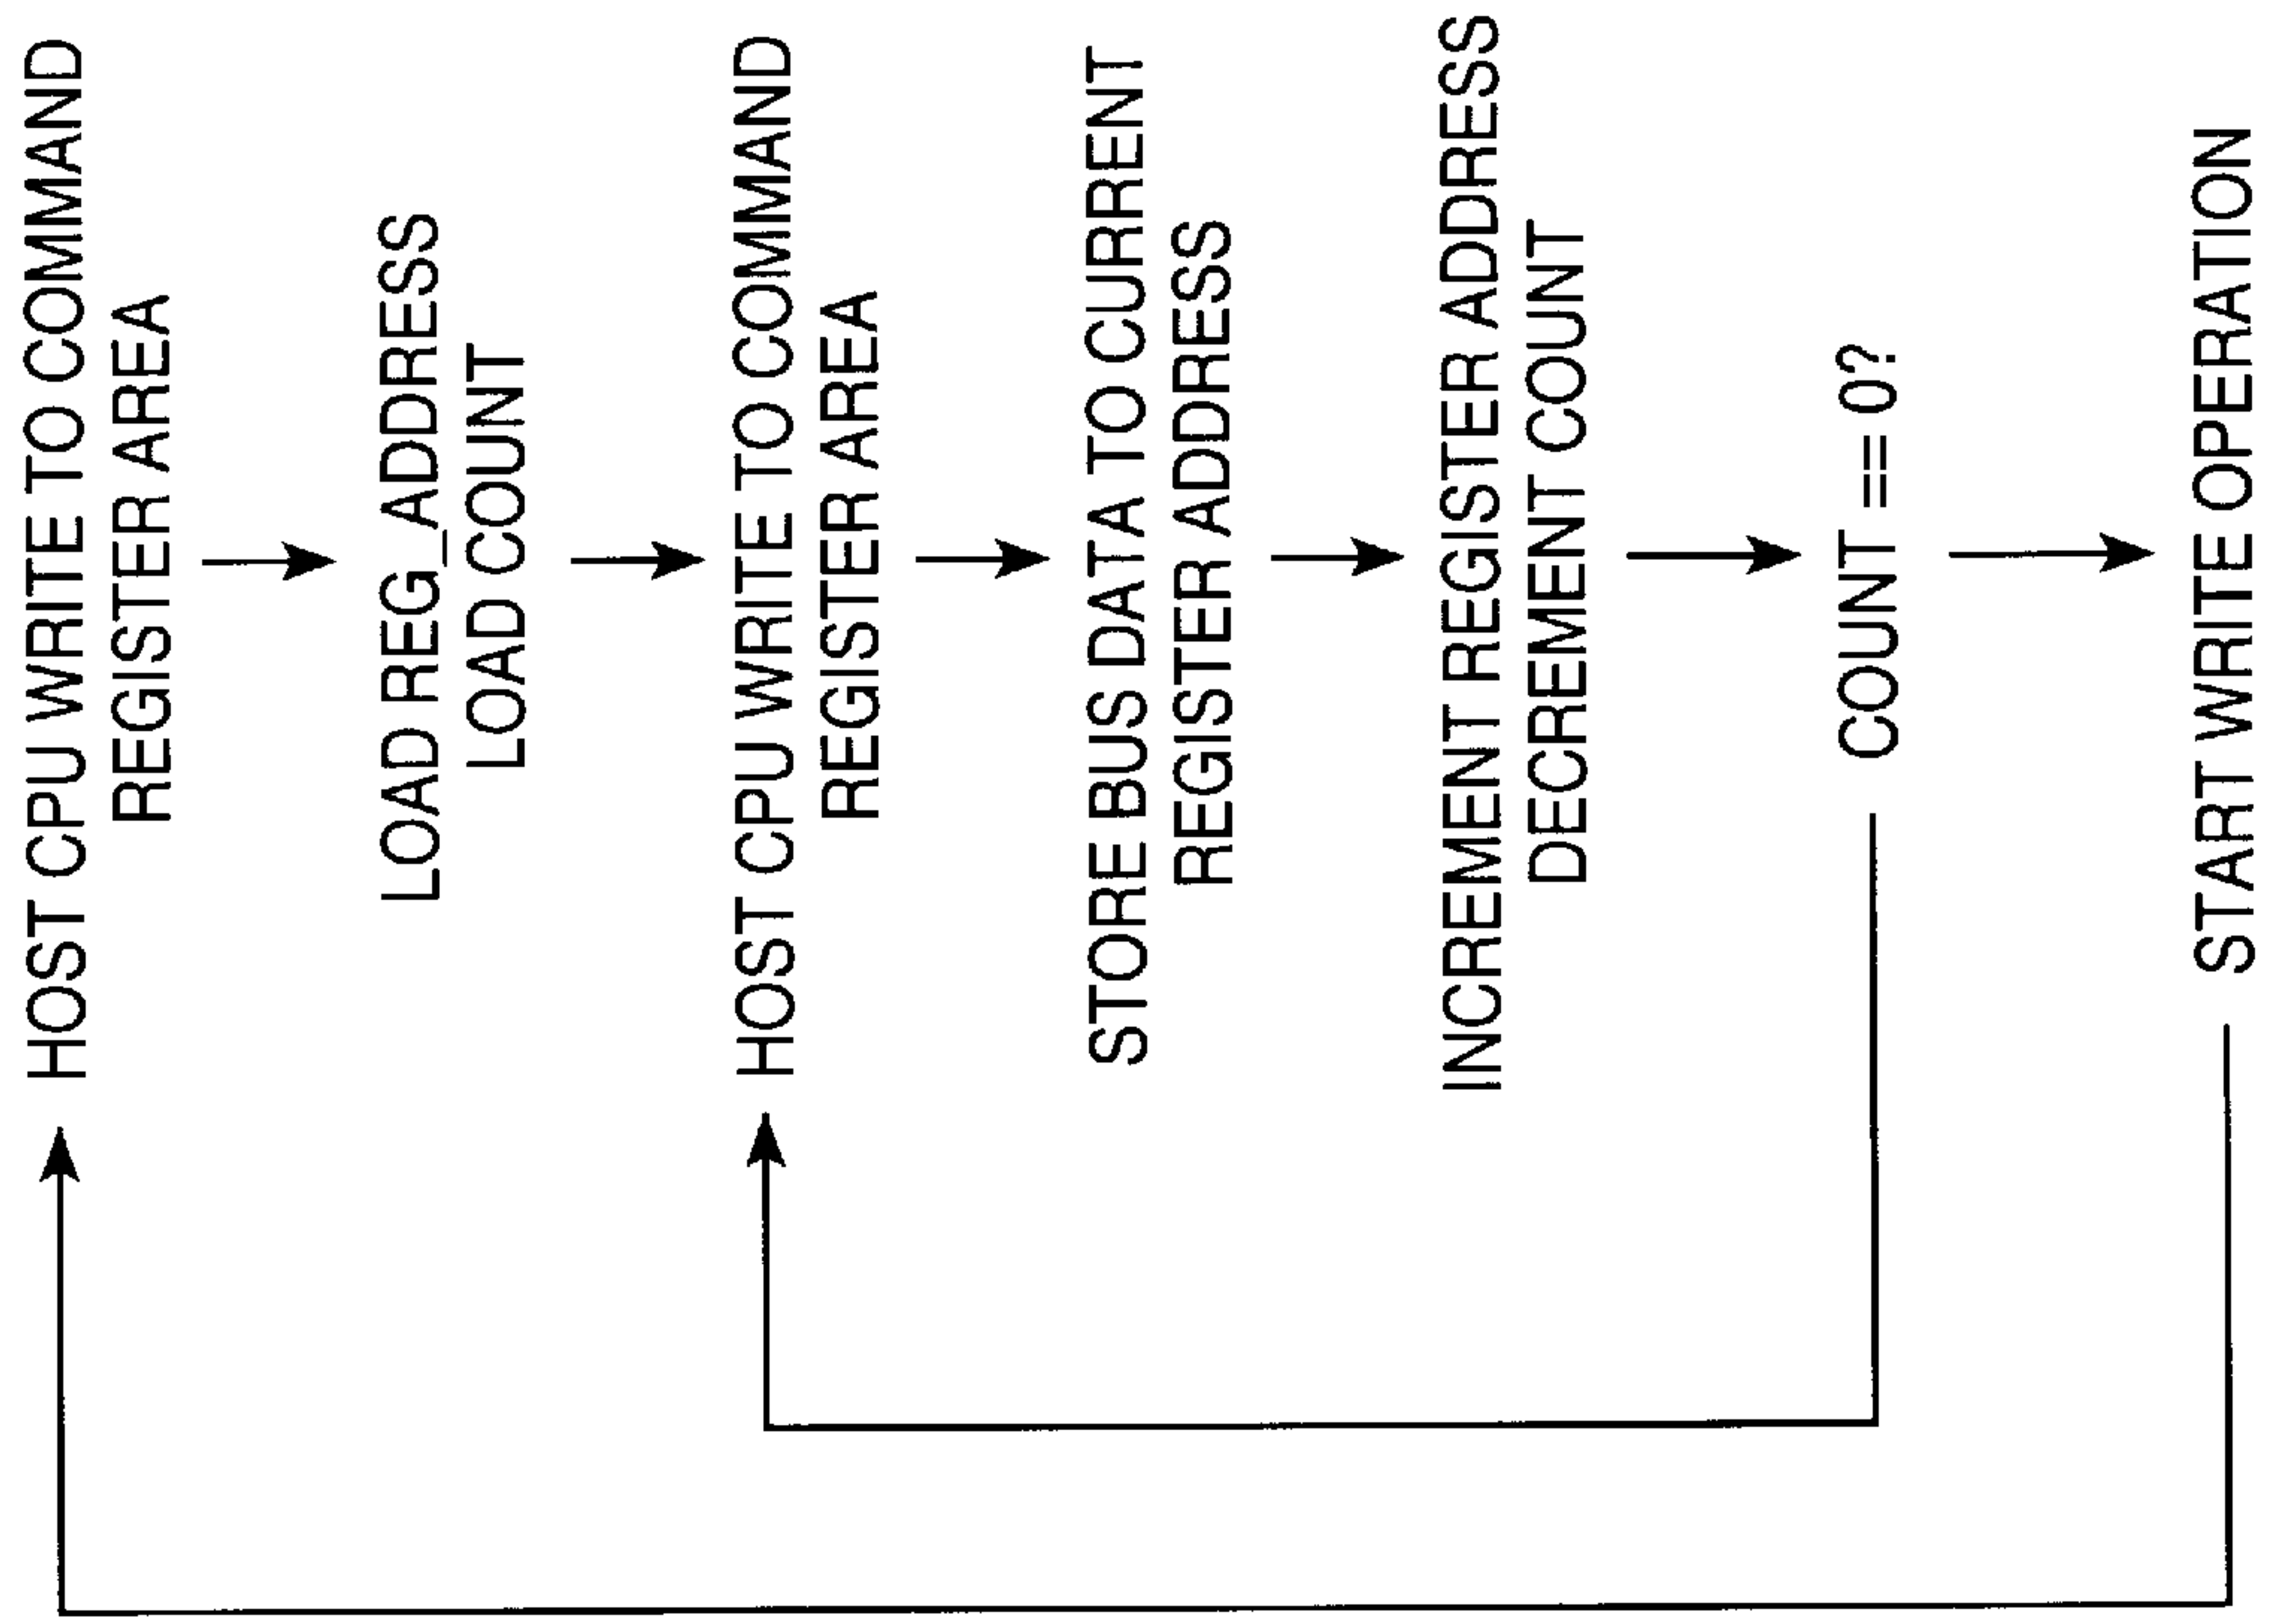 HOST CPU WRITE TO COMMAND
REGISTER AREA
LOAD REG_ADDRESS
LOAD COUNT
HOST CPU WRITE TO COMMAND
REGISTER AREA
STORE BUS DATA TO CURRENT
REGISTER ADDRESS
INCREMENT REGISTER ADDRESS
DECREMENT COUNT
COUNT == 0?
START WRITE OPERATION